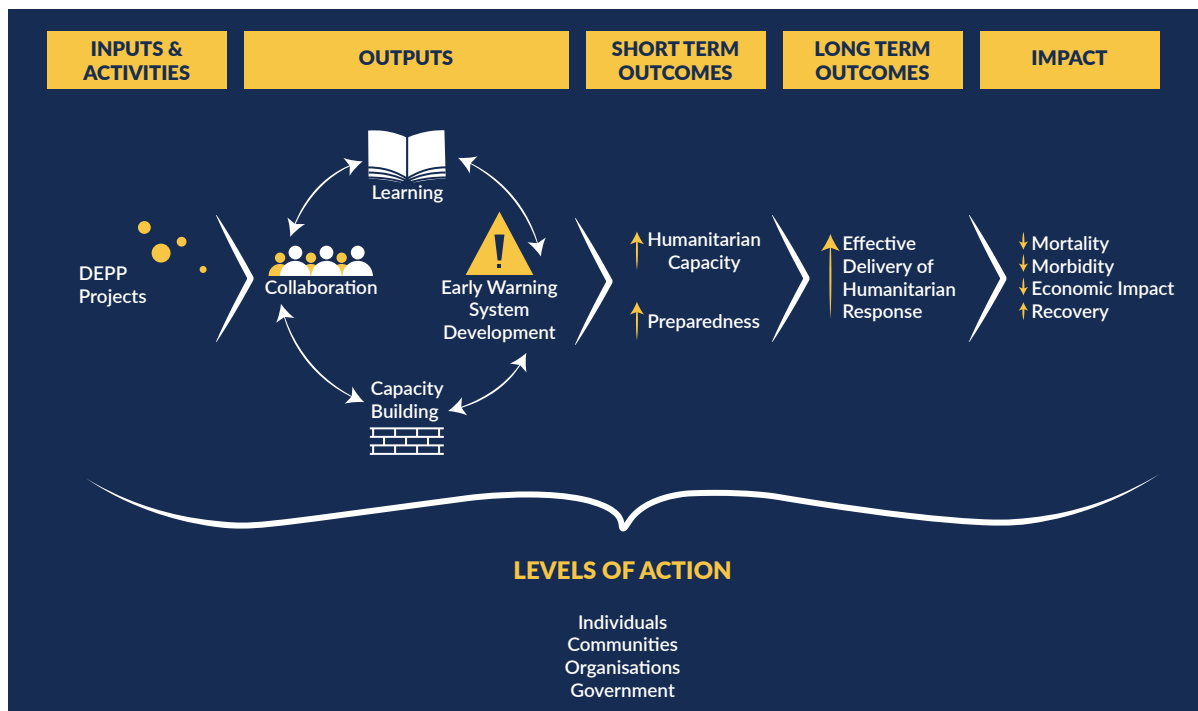 INPUTS &
ACTIVITIES
OUTPUTS
SHORT TERM
OUTCOMES
LONG TERM
OUTCOMES
IMPACT
DEPP
Projects
Learning
Collaboration
Early Warning
System
Development
Capacity
Building
Humanitarian
Capacity
Preparedness
Effective
Delivery of
Humanitarian
Response
Mortality
Morbidity
Economic Impact
Recovery
LEVELS OF ACTION
Individuals
Communities
Organisations
Government